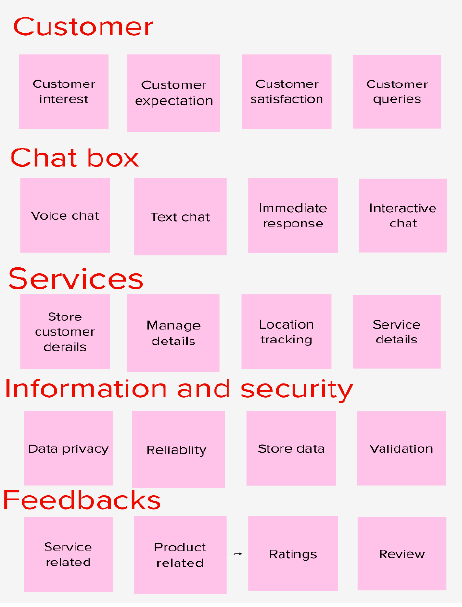 Customer
Customer
interest
Customer
expectation
Customer
satisfaction
Customer
queries
Chat box
Voice chat
Text chat
Immediate
response
Interactive
chat
Services
Store
customer
derails
Manage
details
Location
tracking
Service
details
Information and security
Data privacy
Reliablity
Store data
Validation
Feedbacks
Service
related
Product
related
Ratings
Review